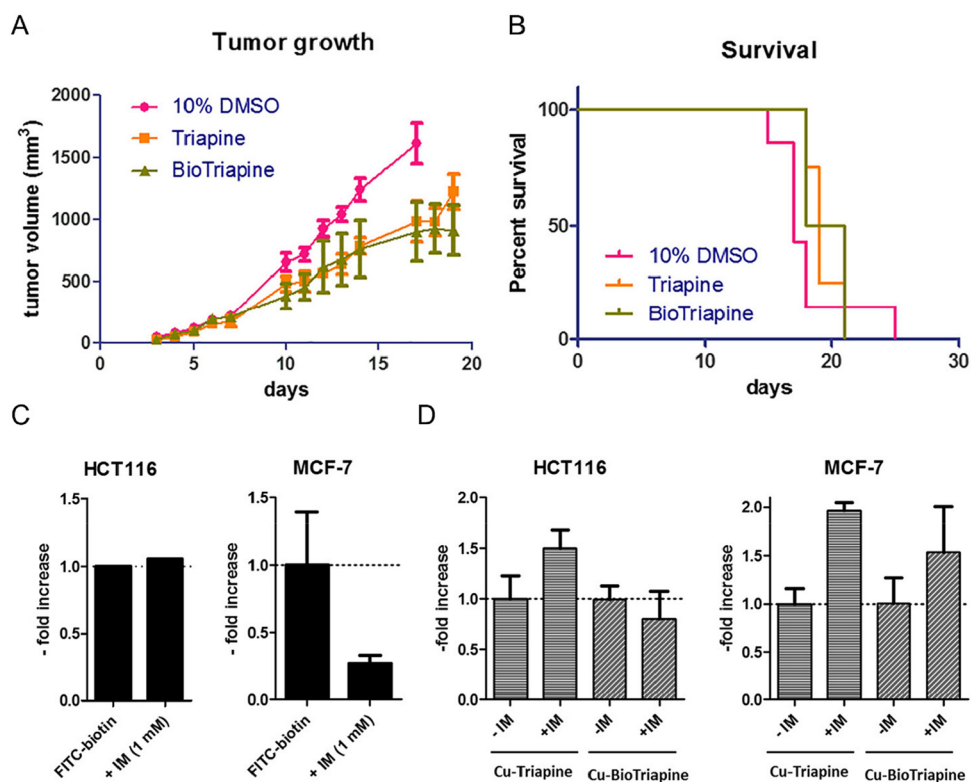 A
Tumor growth
tumor volume (mm³)
2000
1500
1000
500
0
10% DMSO
Triapine
BioTriapine
0
5
10
15
20
days
B
Survival
Percent survival
100
50
0
10% DMSO
Triapine
BioTriapine
0
10
20
30
days
C
HCT116
- fold increase
1.5
1.0
0.5
0.0
FITC-biotin
+ IM (1 mM)
MCF-7
- fold increase
1.5
1.0
0.5
0.0
FITC-biotin
+ IM (1 mM)
D
HCT116
-fold increase
2.0
1.5
1.0
0.5
0.0
- IM
+IM
-IM
+IM
Cu-Triapine
Cu-BioTriapine
MCF-7
-fold increase
2.0
1.5
1.0
0.5
0.0
- IM
+IM
-IM
+IM
Cu-Triapine
Cu-BioTriapine